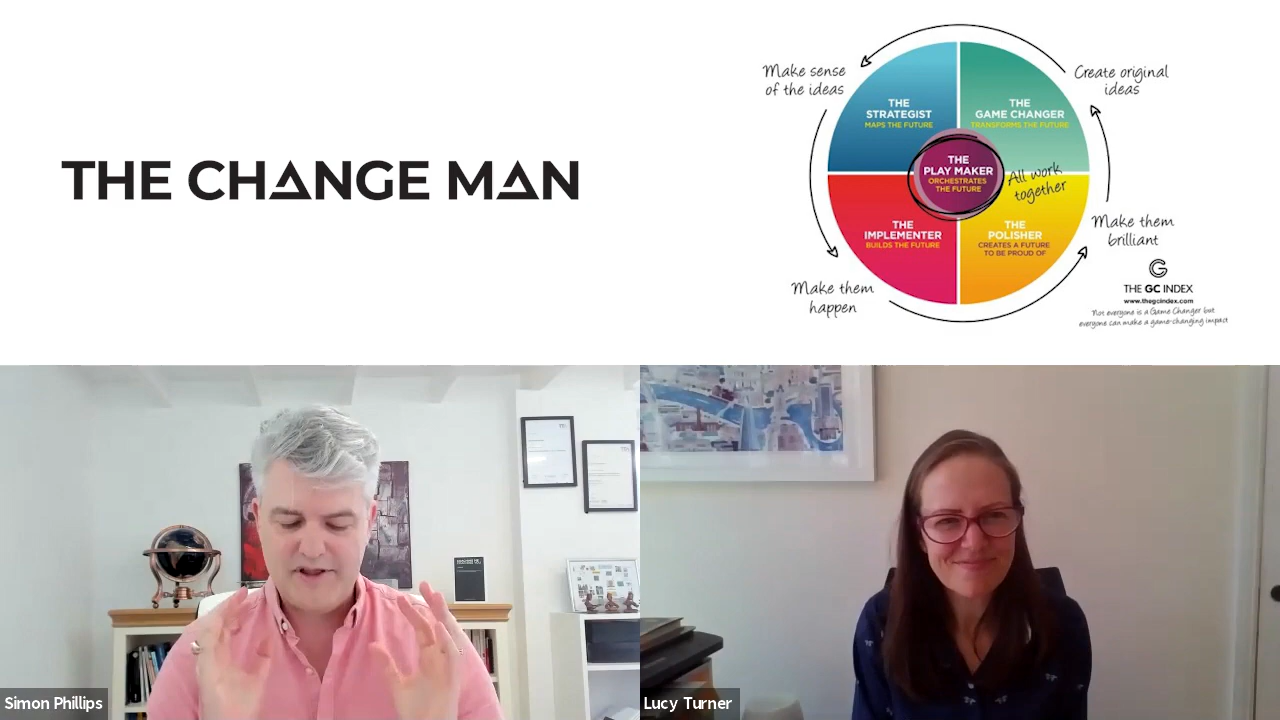 THE CHANGE MAN
Make sense
of the ideas
Create original
ideas
THE
STRATEGIST
MAPS THE FUTURE
THE
GAME CHANGER
TRANSFORMS THE FUTURE
THE
PLAY MAKER
ORCHESTRATES
THE FUTURE
All work
together
THE
IMPLEMENTER
BUILDS THE FUTURE
THE
POLISHER
CREATES A FUTURE
TO BE PROUD OF
Make them
brilliant
Make them
happen
THE GC INDEX
www.thegcindex.com
Not everyone is a Game Changer but
everyone can make a game-changing impact
Simon Phillips
Lucy Turner